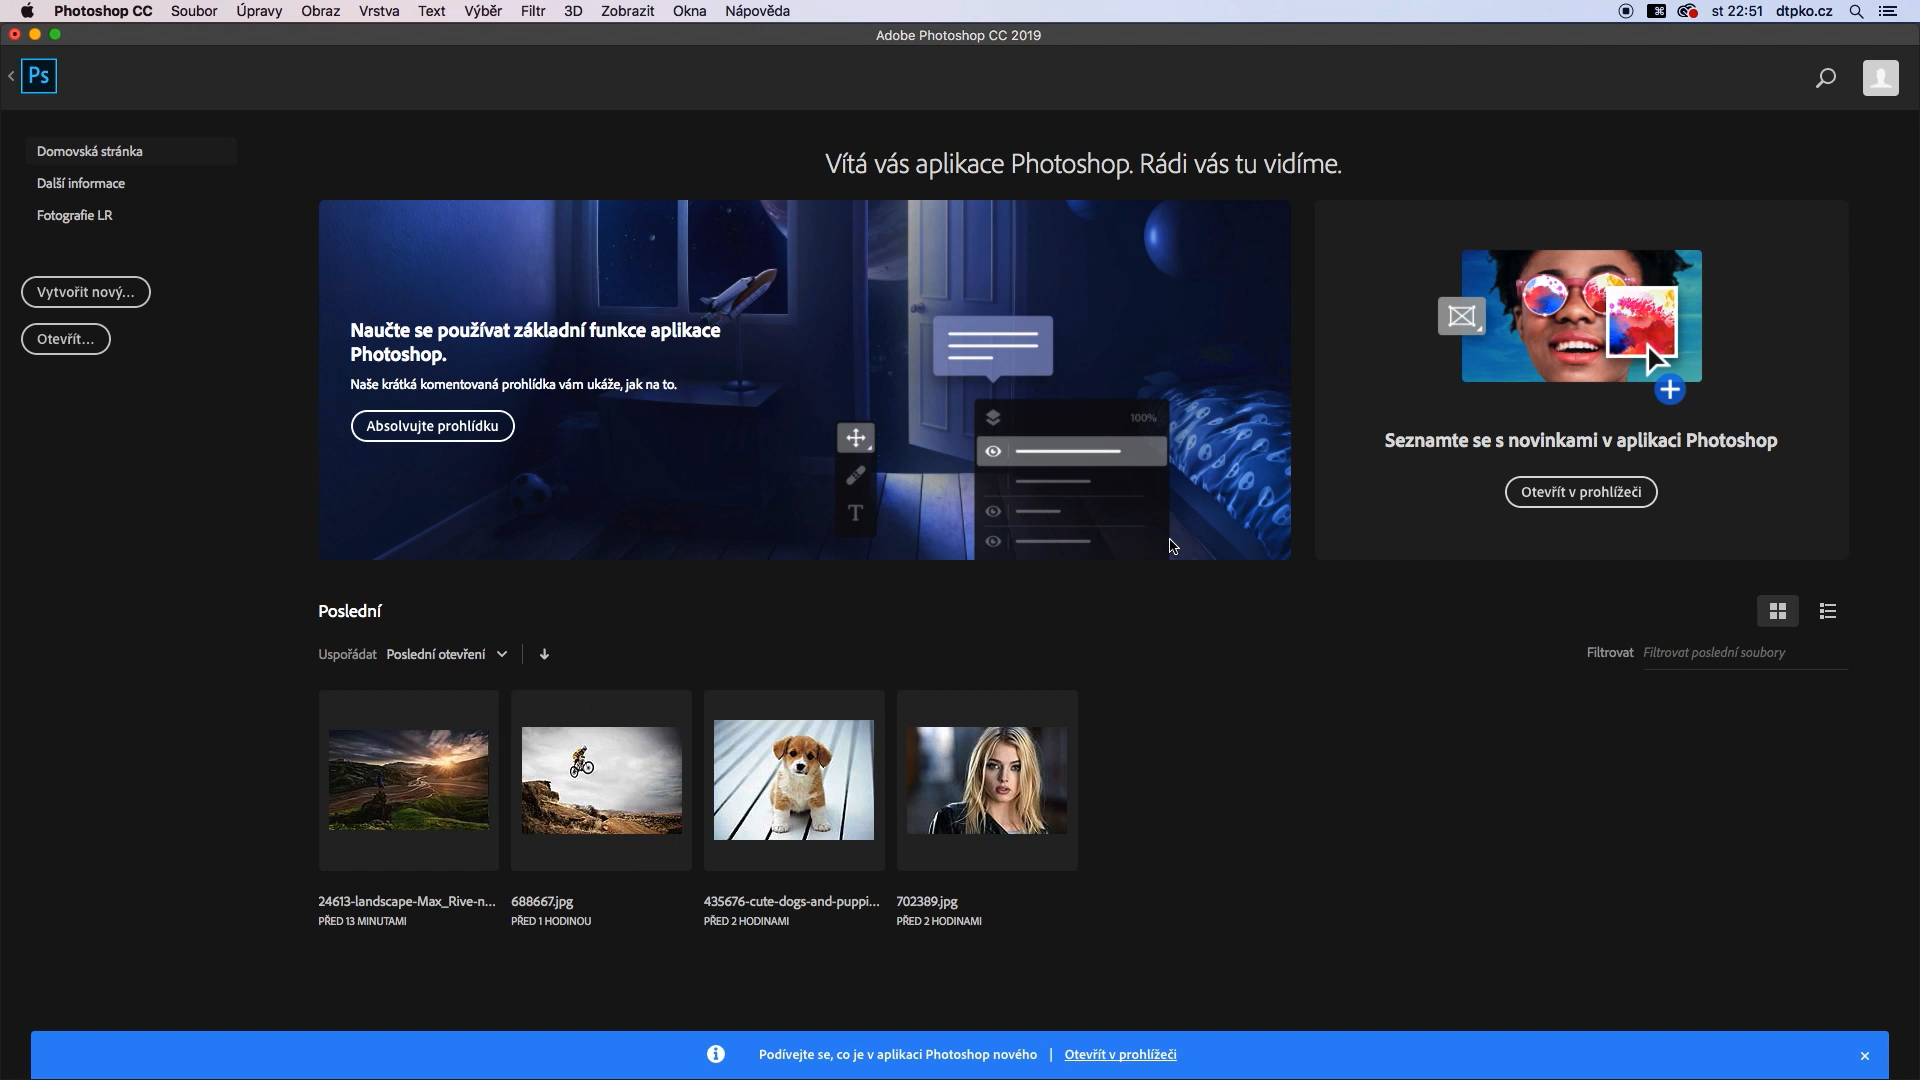 Photoshop CC Soubor Úpravy Obraz Vrstva Text Výběr Filtr 3D Zobrazit Okna Nápověda st 22:51 dtpko.cz
Adobe Photoshop CC 2019
Ps
Domovská stránka
Další informace
Fotografie LR
Vytvořit nový...
Otevřít...
Vítá vás aplikace Photoshop. Rádi vás tu vidíme.
Naučte se používat základní funkce aplikace
Photoshop.
Naše krátká komentovaná prohlídka vám ukáže, jak na to.
Absolvujte prohlídku
100%
T
Seznamte se s novinkami v aplikaci Photoshop
Otevřít v prohlížeči
Poslední
Uspořádat Poslední otevření
Filtrovat Filtrovat poslední soubory
24613-landscape-Max_Rive-n...
PŘED 13 MINUTAMI
688667.jpg
PŘED 1 HODINOU
435676-cute-dogs-and-puppi...
PŘED 2 HODINAMI
702389.jpg
PŘED 2 HODINAMI
Podívejte se, co je v aplikaci Photoshop nového | Otevřít v prohlížeči